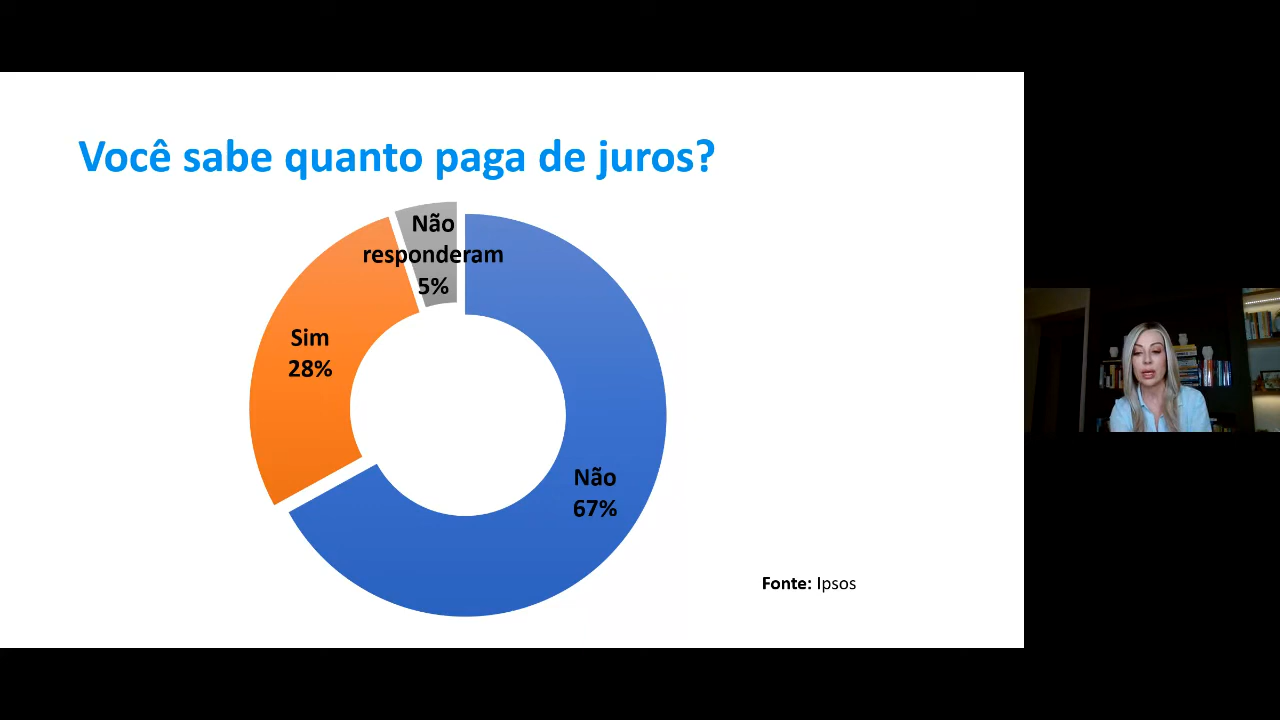 Você sabe quanto paga de juros?
Não
responderam
5%
Sim
28%
Não
67%
Fonte: Ipsos